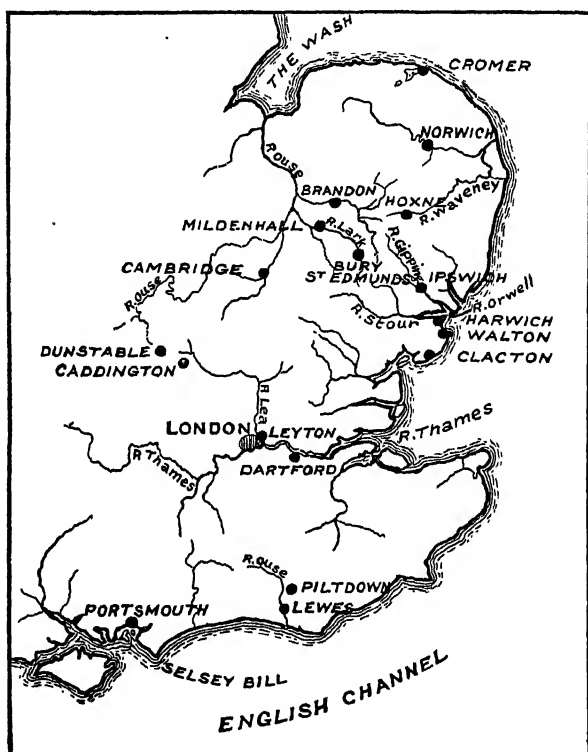 THE WASH
CROMER
NORWICH
R OUSE
BRANDON
HOXNE
R. Waveney
MILDENHALL
R. Lark
R. Gipping
BURY
ST EDMUNDS
IPSWICH
CAMBRIDGE
R. OUSE
R. Stour
R. Orwell
HARWICH
WALTON
CLACTON
DUNSTABLE
CADDINGTON
R Lea
LONDON
LEYTON
R. Thames
R Thames
DARTFORD
R. OUSE
PILTDOWN
LEWES
PORTSMOUTH
SELSEY BILL
ENGLISH CHANNEL